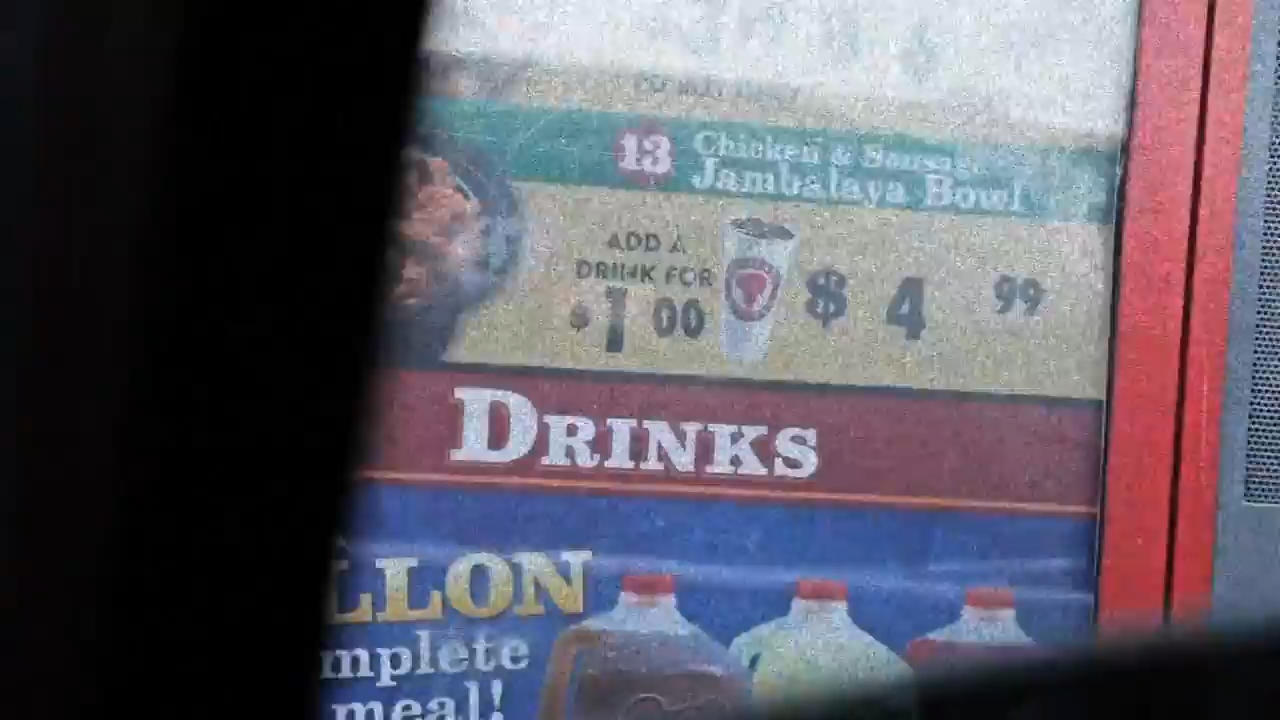 13 Chicken & Sausage
Jambalaya Bowl
ADD A
DRINK FOR
$1 00
$ 4 99
DRINKS
LLON
mplete
meal!